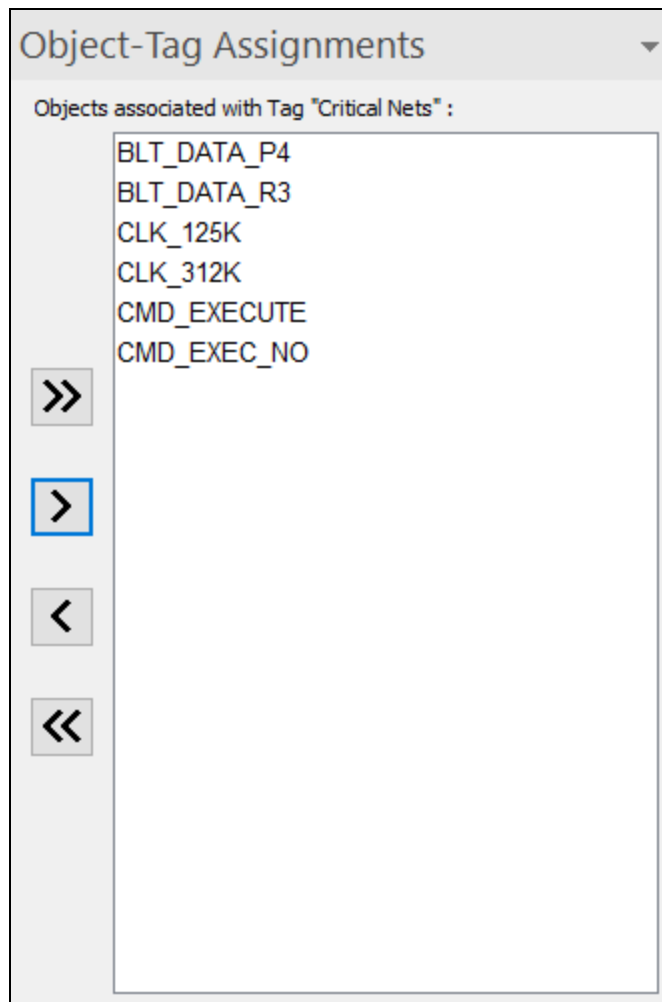 Object-Tag Assignments
Objects associated with Tag "Critical Nets" :
BLT_DATA_P4
BLT_DATA_R3
CLK_125K
CLK_312K
CMD_EXECUTE
CMD_EXEC_NO